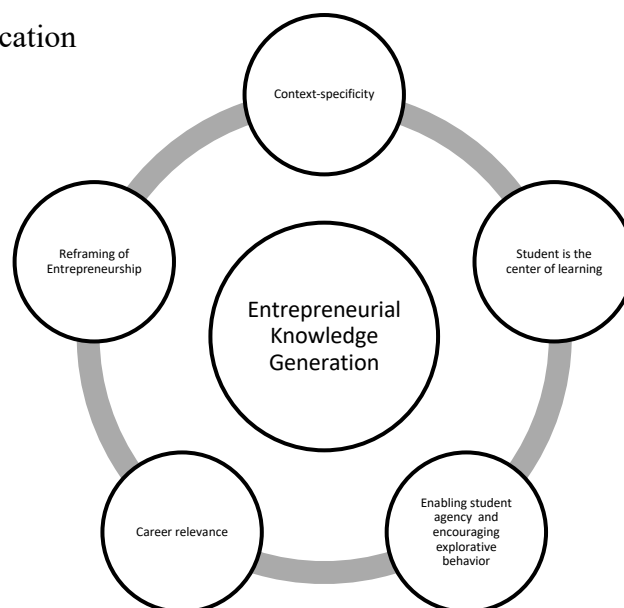 cation
Context-specificity
Student is the
center of learning
Enabling student
agency and
encouraging
explorative
behavior
Career relevance
Reframing of
Entrepreneurship
Entrepreneurial
Knowledge
Generation